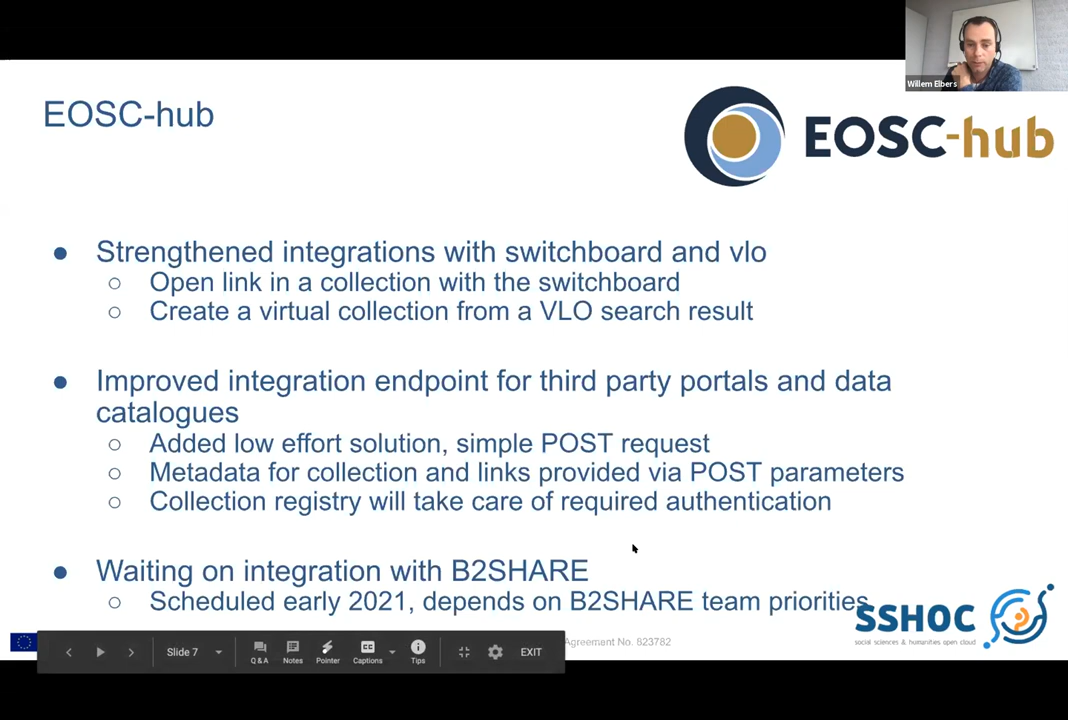 Willem Elbers
EOSC-hub
EOSC-hub
● Strengthened integrations with switchboard and vlo
○ Open link in a collection with the switchboard
○ Create a virtual collection from a VLO search result
● Improved integration endpoint for third party portals and data
catalogues
○ Added low effort solution, simple POST request
○ Metadata for collection and links provided via POST parameters
○ Collection registry will take care of required authentication
● Waiting on integration with B2SHARE
○ Scheduled early 2021, depends on B2SHARE team priorities
SSHOC
social sciences & humanities open cloud
Agreement No. 823782
Slide 7
Q&A
Notes
Pointer
Captions
Tips
EXIT